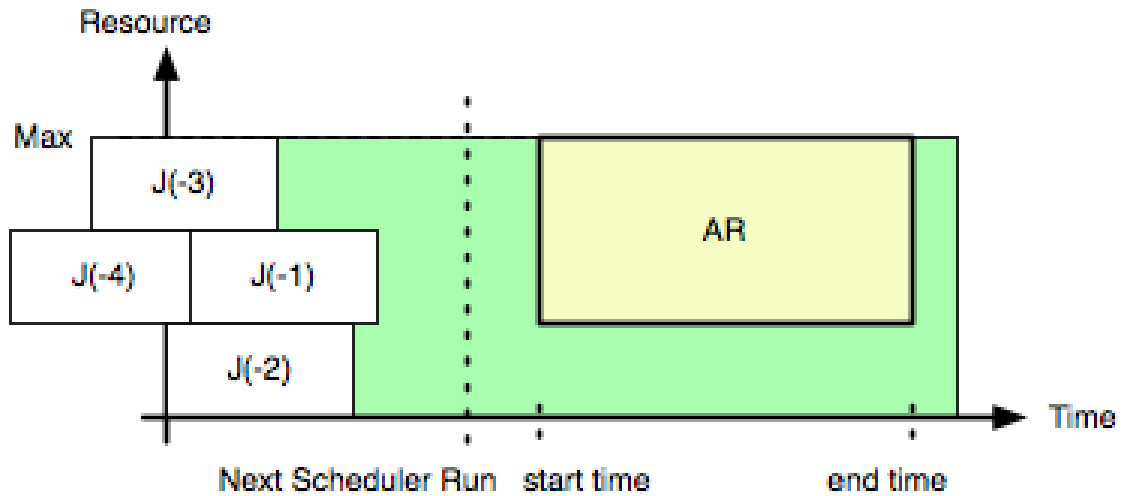 Resource
Max
J(-3)
AR
J(-4)
J(-1)
J(-2)
Time
Next Scheduler Run
start time
end time